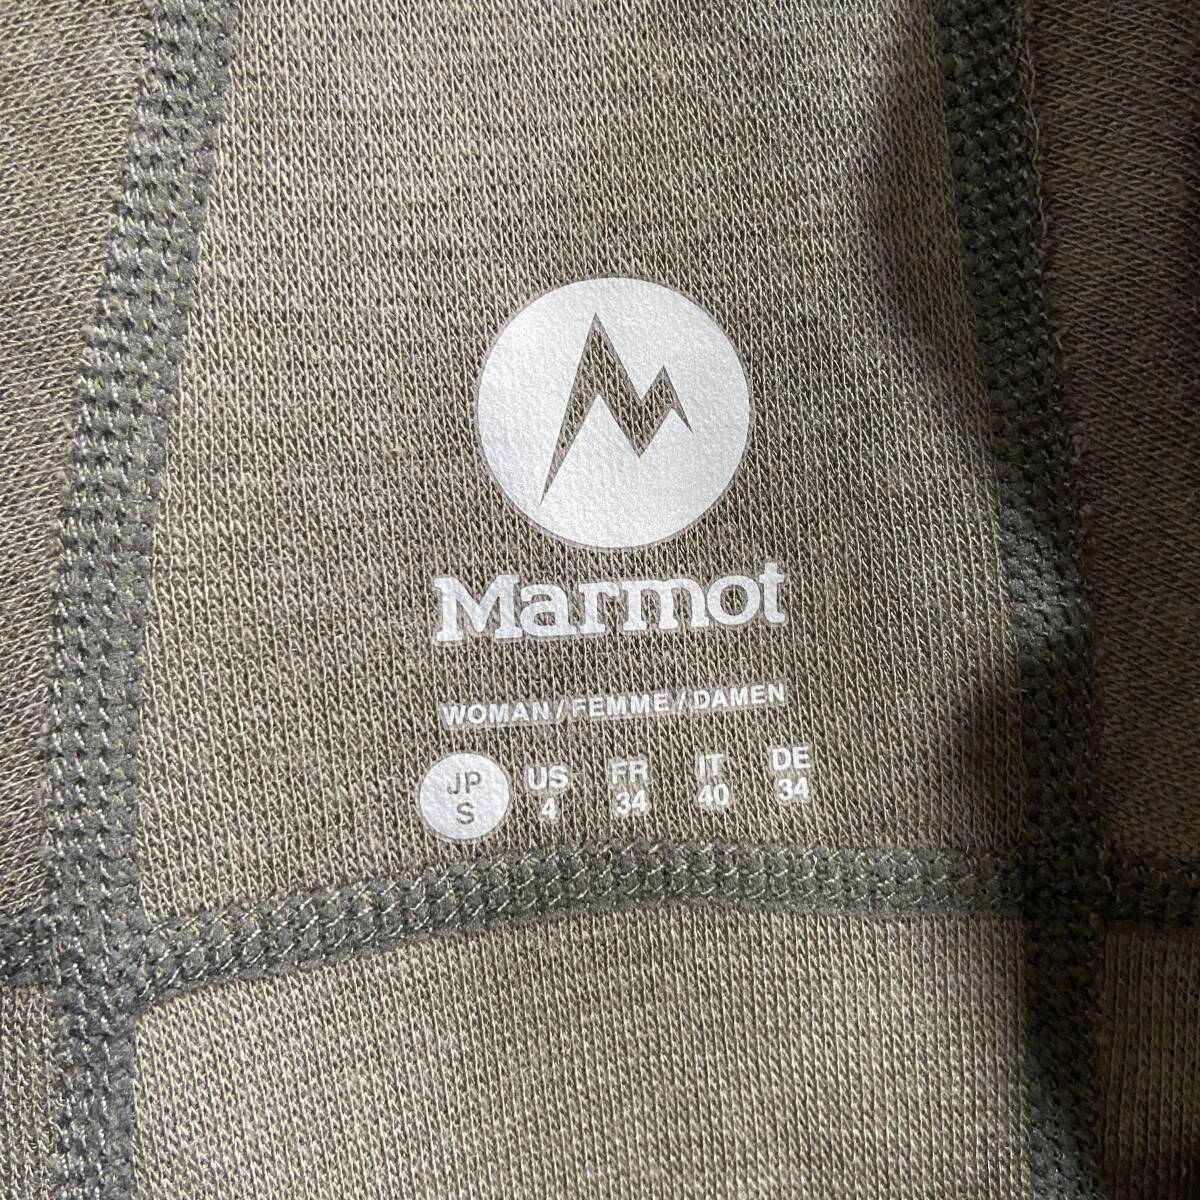 Marmot
WOMAN/FEMME/DAMEN
JP US FR IT DE
S 4 34 40 34